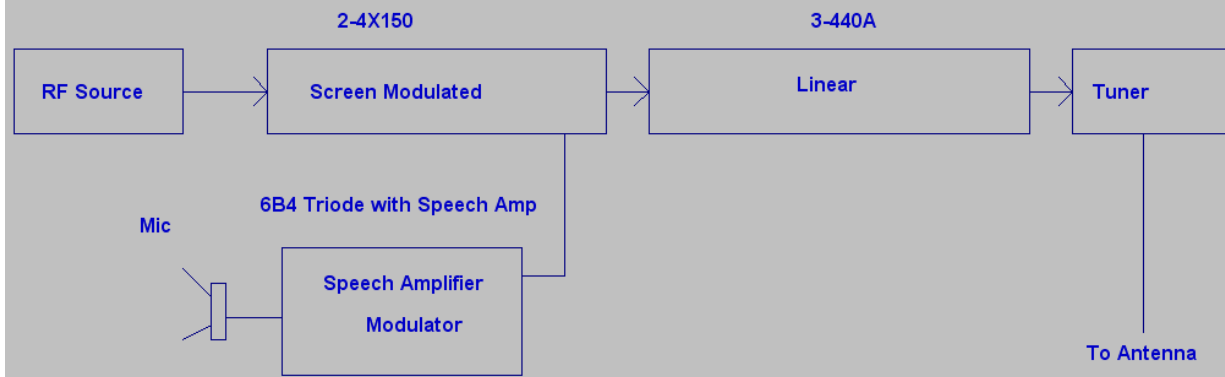 2-4X150
3-440A
RF Source
Screen Modulated
Linear
Tuner
6B4 Triode with Speech Amp
Mic
Speech Amplifier
Modulator
To Antenna